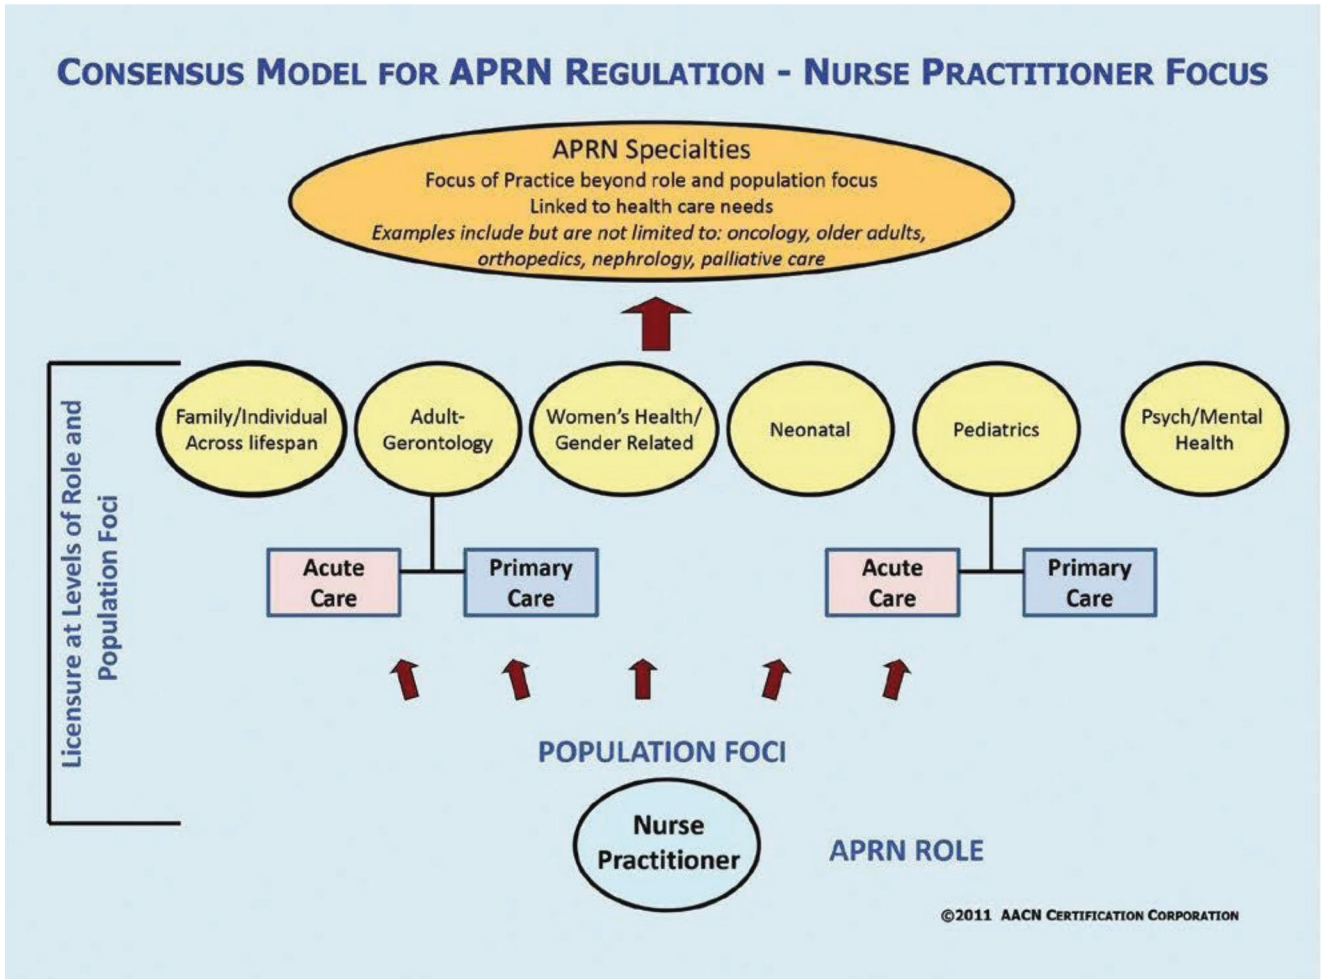 CONSENSUS MODEL FOR APRN REGULATION - NURSE PRACTITIONER FOCUS
APRN Specialties
Focus of Practice beyond role and population focus
Linked to health care needs
Examples include but are not limited to: oncology, older adults,
orthopedics, nephrology, palliative care
Licensure at Levels of Role and
Population Foci
Family/Individual
Across lifespan
Adult-
Gerontology
Women's Health/
Gender Related
Neonatal
Pediatrics
Psych/Mental
Health
Acute
Care
Primary
Care
Acute
Care
Primary
Care
POPULATION FOCI
Nurse
Practitioner
APRN ROLE
©2011 AACN CERTIFICATION CORPORATION